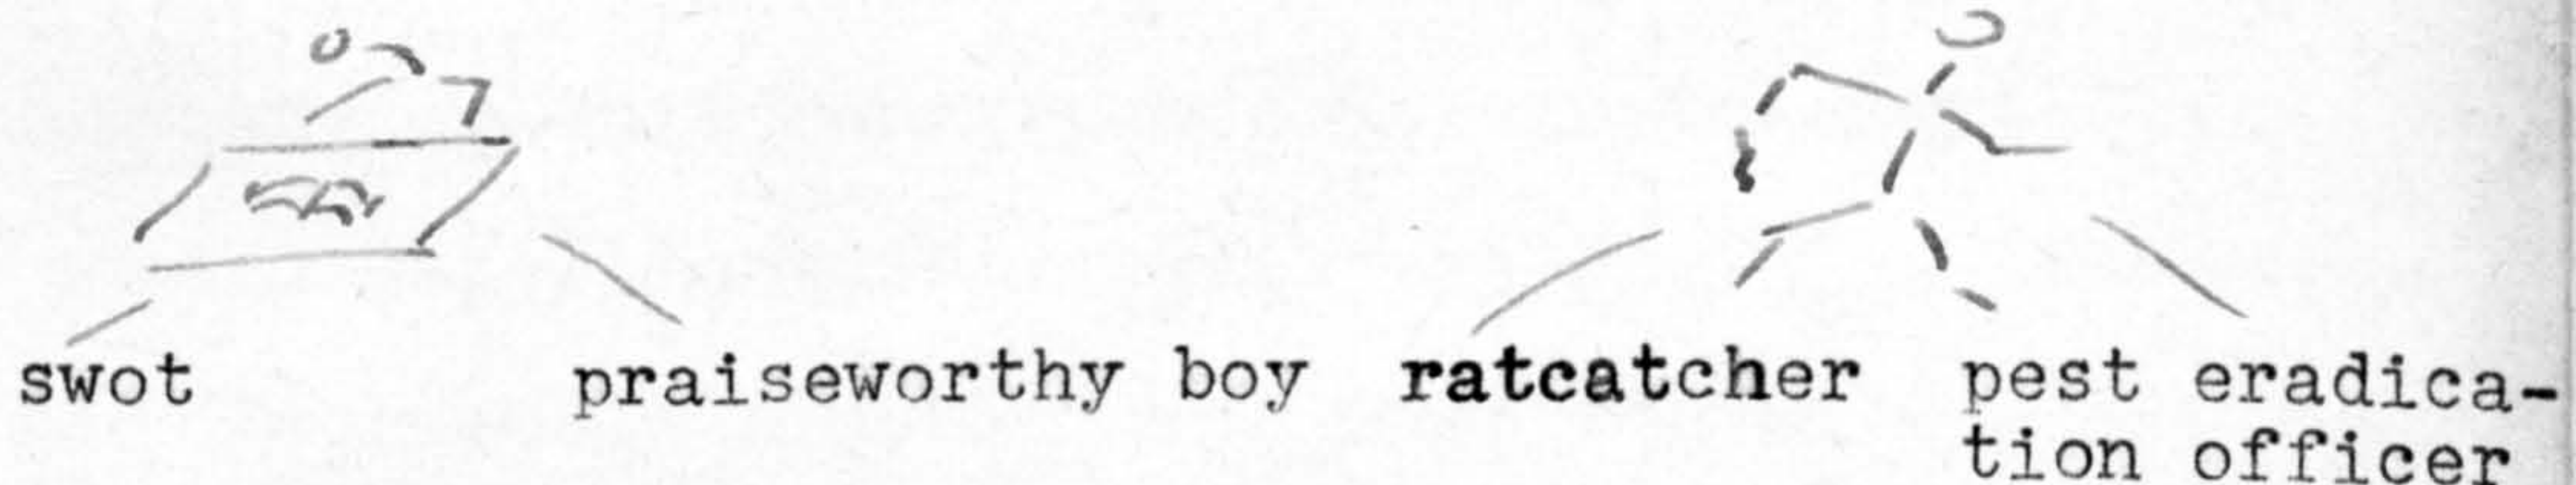 swot praiseworthy boy ratcatcher pest eradica-
tion officer